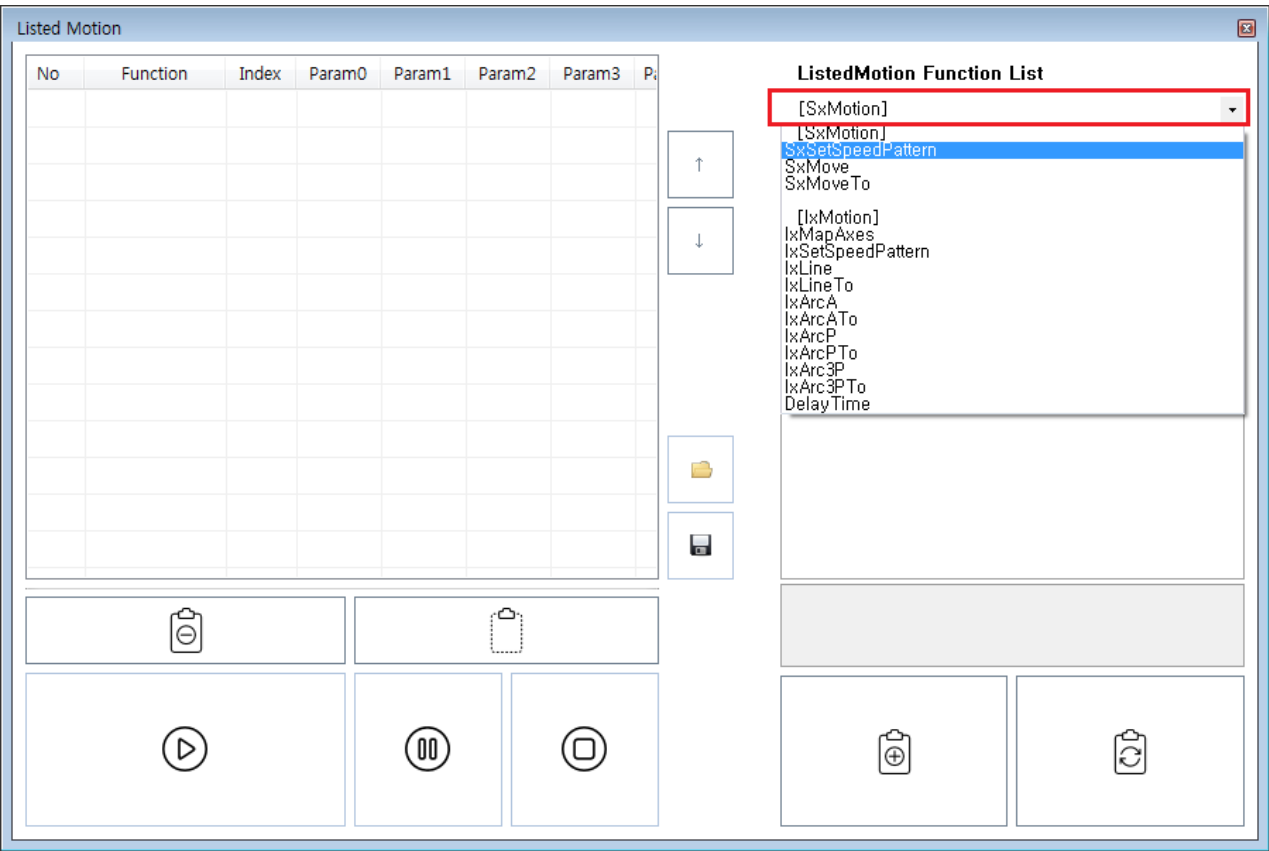 Listed Motion
No Function Index Param0 Param1 Param2 Param3
ListedMotion Function List
[SxMotion]
[SxMotion]
SxSetSpeedPattern
SxMove
SxMoveTo
[IxMotion]
IxMapAxes
IxSetSpeedPattern
IxLine
IxLineTo
IxArcA
IxArcATo
IxArcP
IxArcPTo
IxArc3P
IxArc3PTo
DelayTime